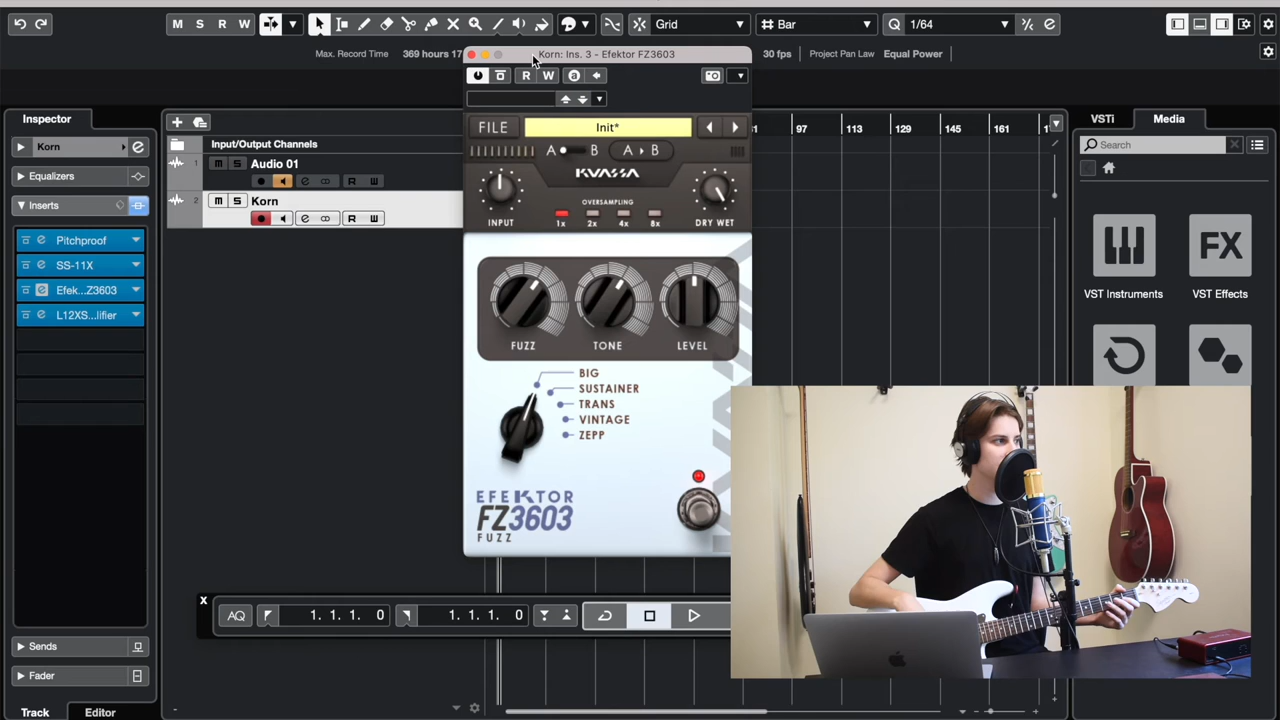 M S R W
Grid
Bar
Q 1/64
Max. Record Time 369 hours 17
30 fps Project Pan Law Equal Power
Korn: Ins. 3 - Efektor FZ3603
R W
FILE Init*
A B A B
KVASSA
INPUT OVERSAMPLING DRY WET
1x 2x 4x 8x
FUZZ TONE LEVEL
BIG
SUSTAINER
TRANS
VINTAGE
ZEPP
EFEKTOR
FZ3603
FUZZ
Inspector
Korn
Equalizers
Inserts
Pitchproof
SS-11X
Efek...Z3603
L12XS...lifier
Sends
Fader
Track Editor
Input/Output Channels
1 M S Audio 01
R W
2 M S Korn
R W
97 113 129 145 161
VSTi Media
Search
VST Instruments
FX
VST Effects
X AQ 1. 1. 1. 0 1. 1. 1. 0